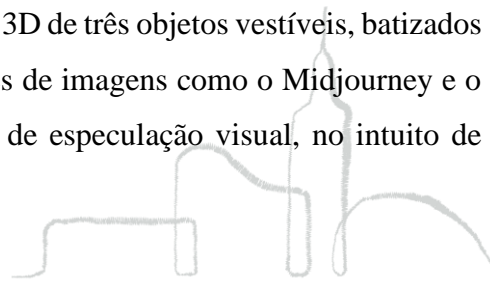 3D de três objetos vestíveis, batizados
s de imagens como o Midjourney e o
de especulação visual, no intuito de